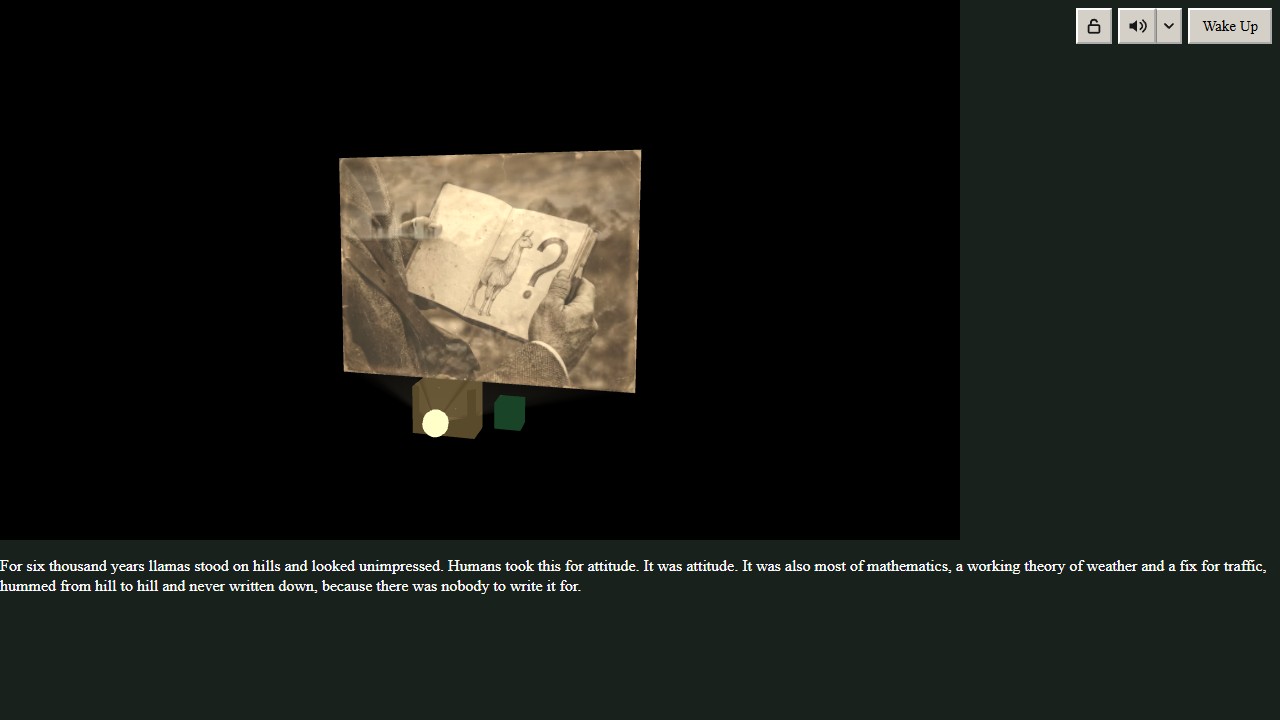 Wake Up
?
For six thousand years llamas stood on hills and looked unimpressed. Humans took this for attitude. It was attitude. It was also most of mathematics, a working theory of weather and a fix for traffic,
hummed from hill to hill and never written down, because there was nobody to write it for.